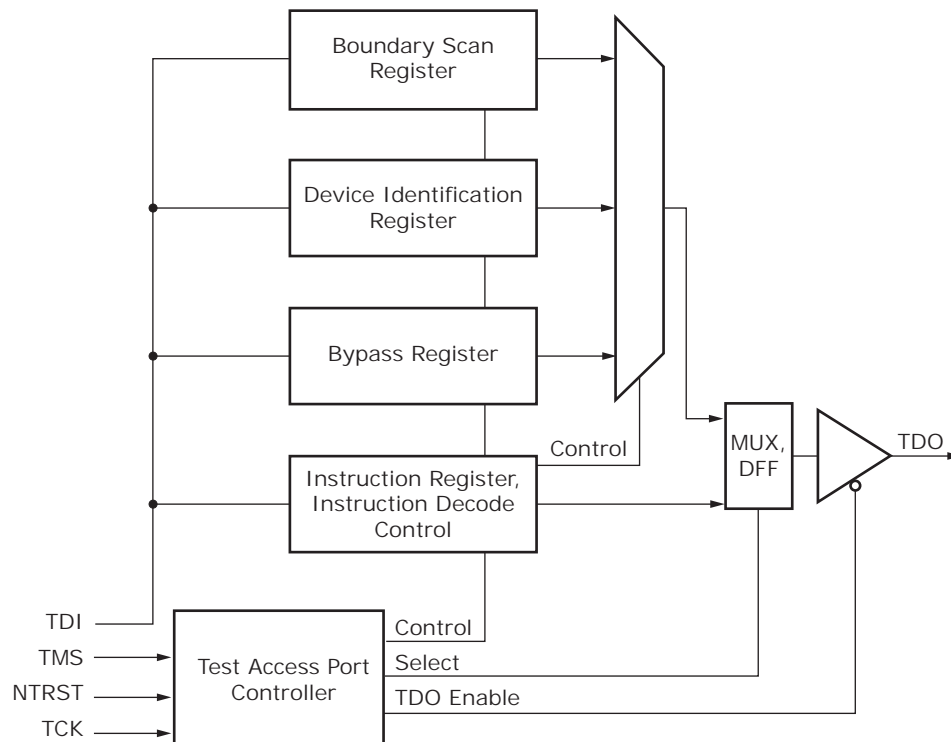 Boundary Scan
Register
Device Identification
Register
Bypass Register
Control
Instruction Register,
Instruction Decode
Control
MUX,
DFF
TDO
TDI
TMS
NTRST
TCK
Test Access Port
Controller
Control
Select
TDO Enable